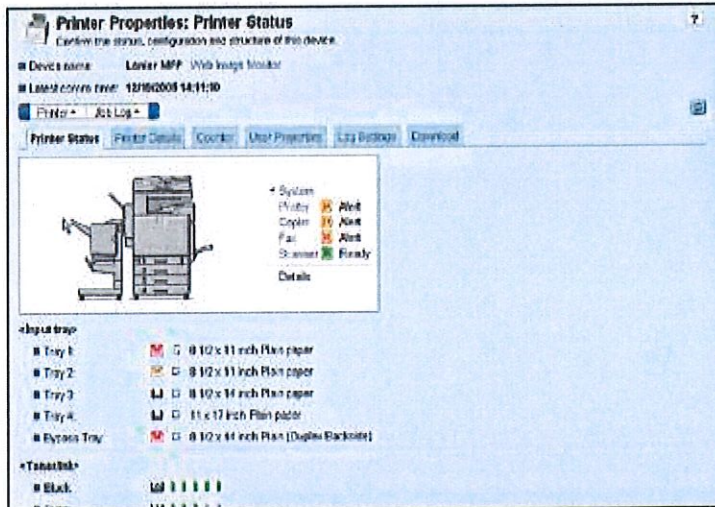 Printer Properties: Printer Status
Confirm the status, configuration and structure of this device.
Device name Lanier MFP Web Image Monitor
Latest comm time: 14:11:10
Printer Job Log
Printer Status Printer Details Counter User Properties Log Settings Download
System
Printer Alert
Copier Alert
Fax Alert
Scanner Ready
Details
<Input tray>
Tray 1: 8 1/2 x 11 inch Plain paper
Tray 2: 8 1/2 x 11 inch Plain paper
Tray 3 8 1/2 x 14 inch Plain paper
Tray 4: 11 x 17 inch Plain paper
Bypass Tray 8 1/2 x 14 inch Plain (Duplex Backside)
<Toner/Ink>
Black
?